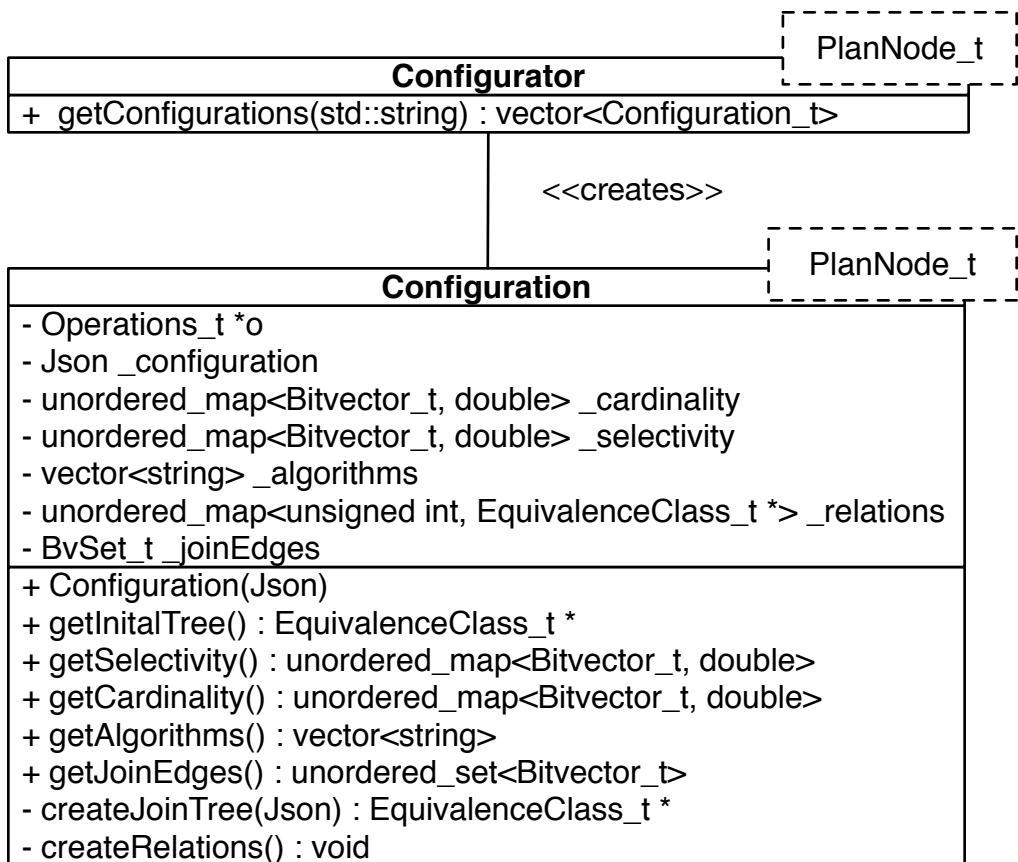 PlanNode_t
Configurator
+ getConfigurations(std::string) : vector<Configuration_t>
<<creates>>
PlanNode_t
Configuration
- Operations_t *o
- Json _configuration
- unordered_map<Bitvector_t, double> _cardinality
- unordered_map<Bitvector_t, double> _selectivity
- vector<string> _algorithms
- unordered_map<unsigned int, EquivalenceClass_t *> _relations
- BvSet_t _joinEdges
+ Configuration(Json)
+ getInitalTree() : EquivalenceClass_t *
+ getSelectivity() : unordered_map<Bitvector_t, double>
+ getCardinality() : unordered_map<Bitvector_t, double>
+ getAlgorithms() : vector<string>
+ getJoinEdges() : unordered_set<Bitvector_t>
- createJoinTree(Json) : EquivalenceClass_t *
- createRelations() : void